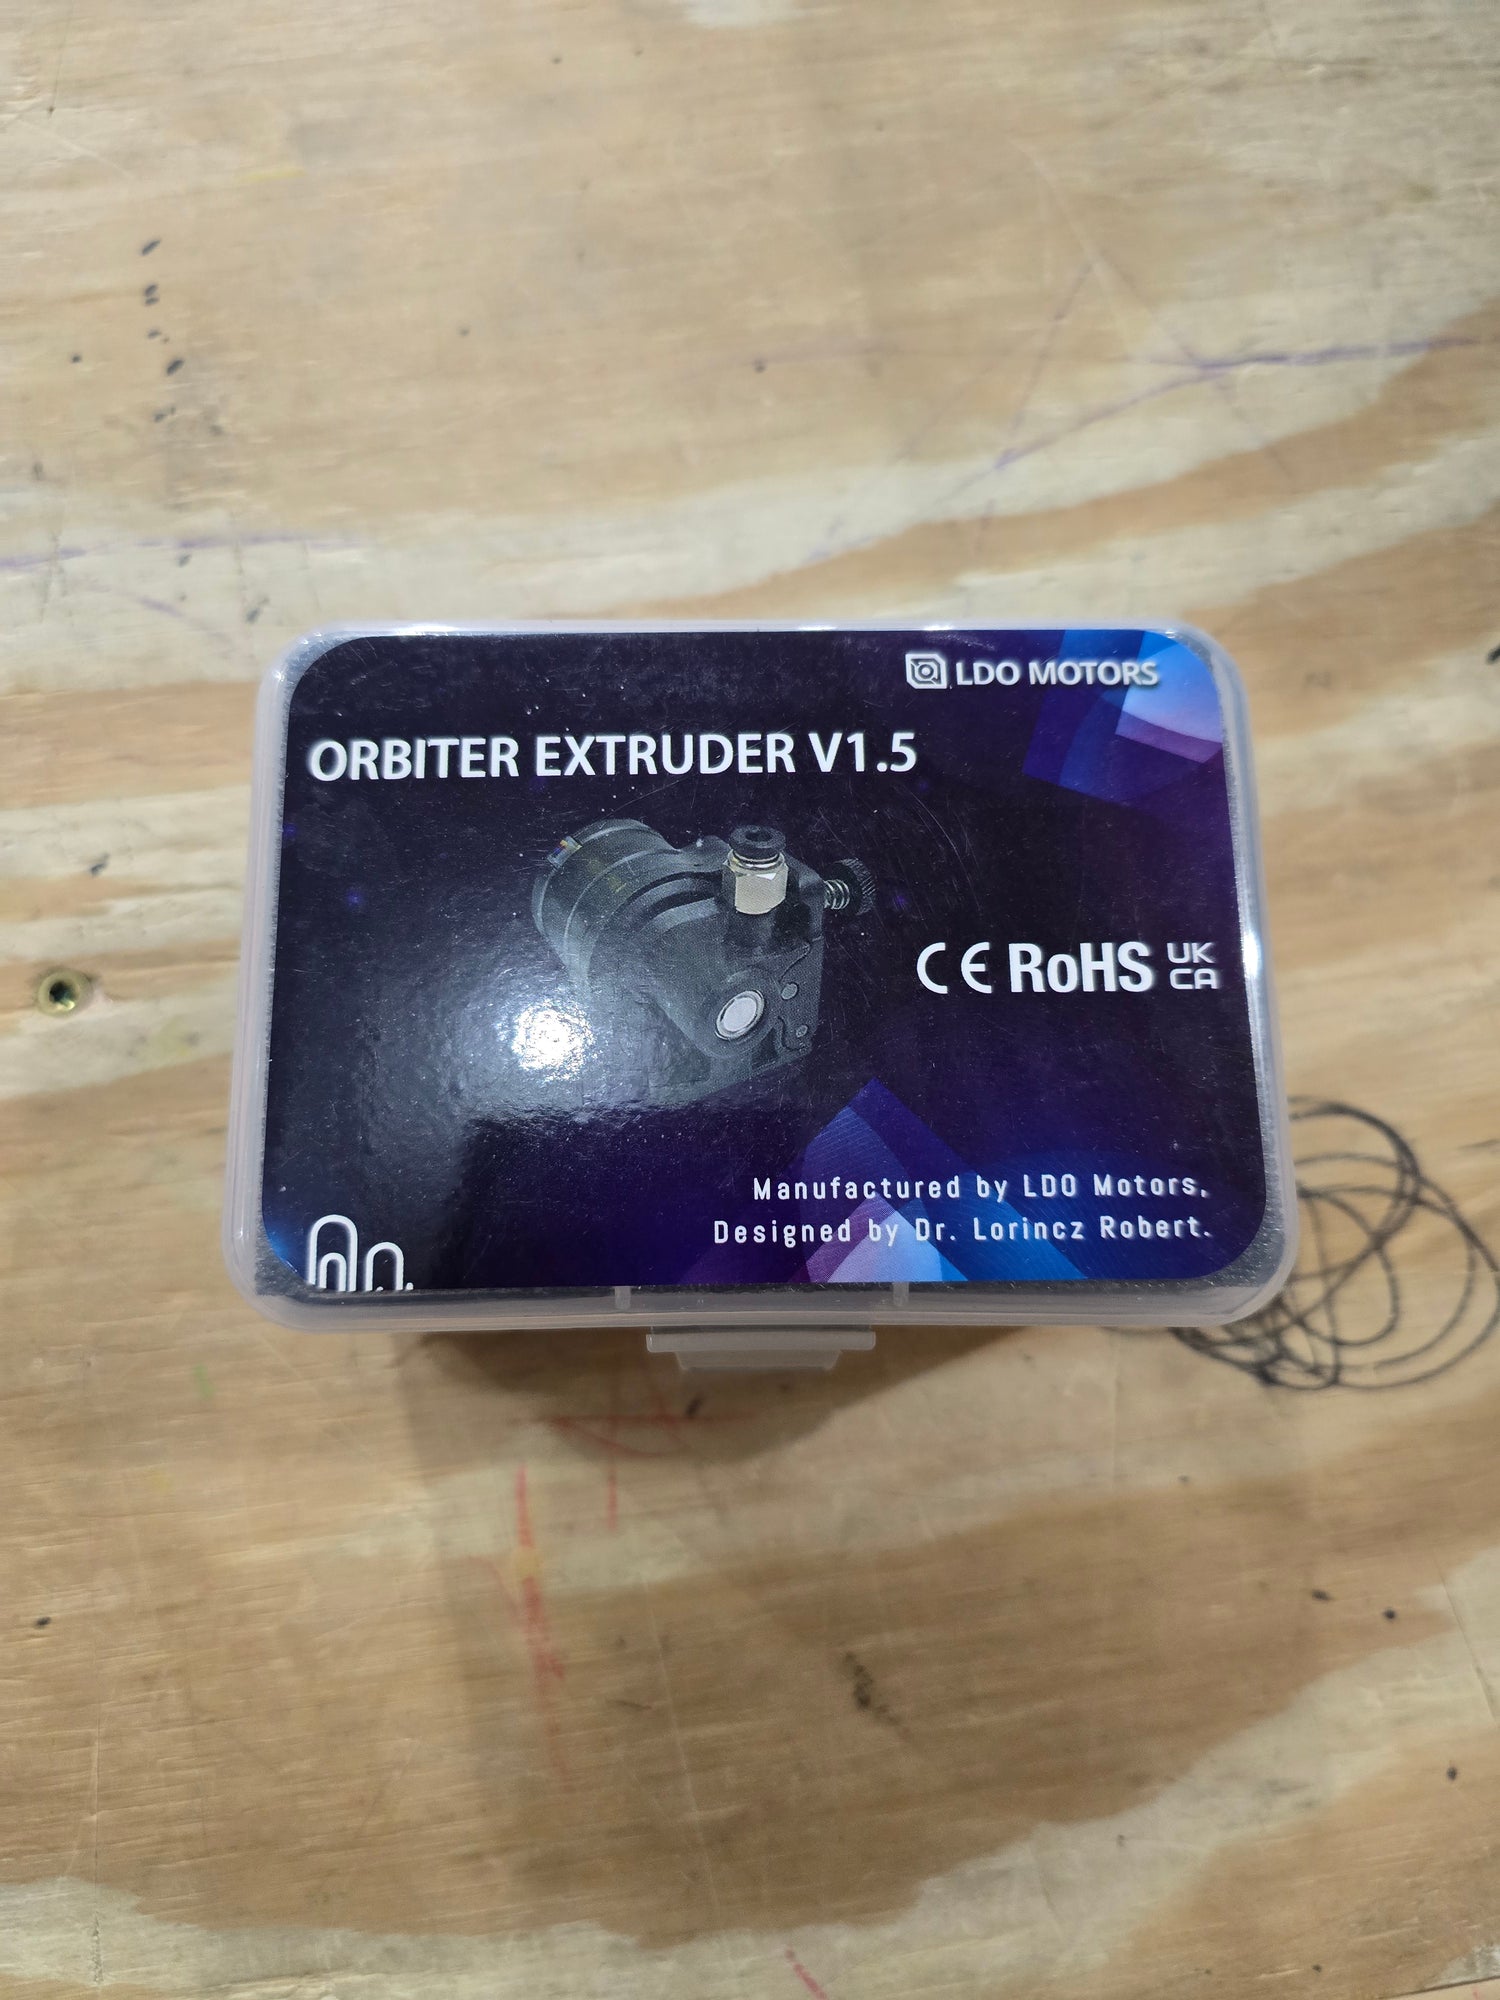 LDO MOTORS
ORBITER EXTRUDER V1.5
CE RoHS UK
CA
Manufactured by LDO Motors,
Designed by Dr. Lorincz Robert.